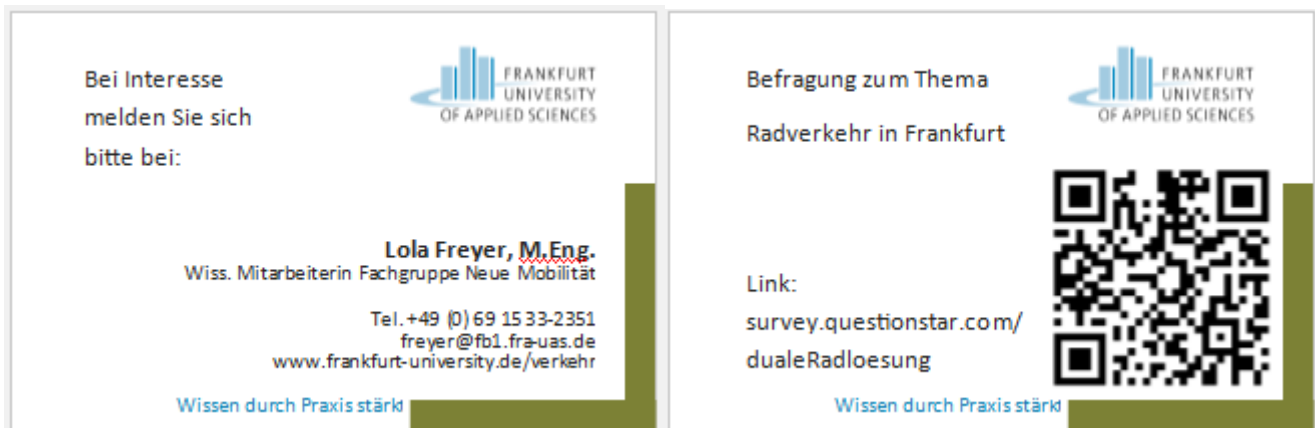 Bei Interesse
melden Sie sich
bitte bei:
FRANKFURT
UNIVERSITY
OF APPLIED SCIENCES
Lola Freyer, M.Eng.
Wiss. Mitarbeiterin Fachgruppe Neue Mobilität
Tel. +49 (0) 69 15 33-2351
freyer@fb1.fra-uas.de
www.frankfurt-university.de/verkehr
Wissen durch Praxis stärkt
Befragung zum Thema
Radverkehr in Frankfurt
FRANKFURT
UNIVERSITY
OF APPLIED SCIENCES
Link:
survey.questionstar.com/
dualeRadloesung
Wissen durch Praxis stärkt